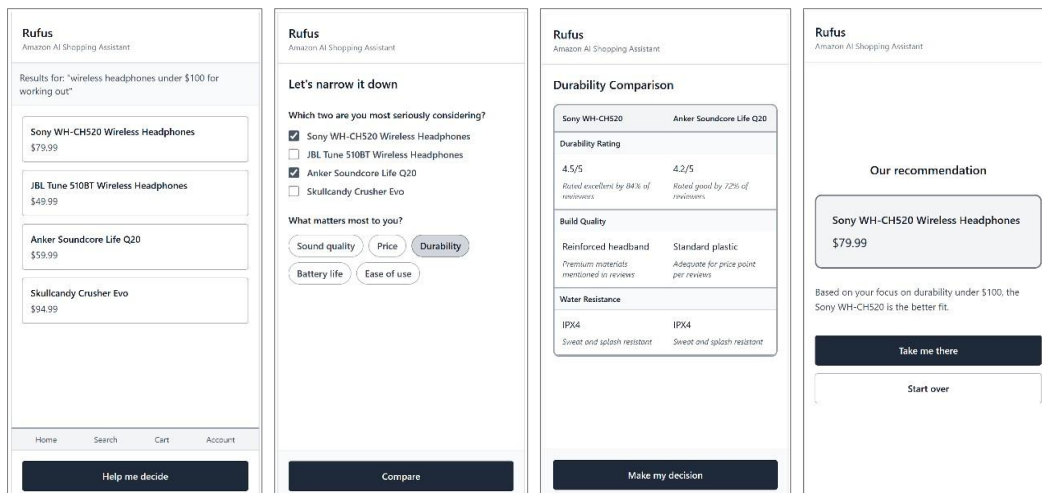 Rufus
Amazon AI Shopping Assistant
Results for: "wireless headphones under $100 for
working out"
Sony WH-CH520 Wireless Headphones
$79.99
JBL Tune 510BT Wireless Headphones
$49.99
Anker Soundcore Life Q20
$59.99
Skullcandy Crusher Evo
$94.99
Home Search Cart Account
Help me decide
Rufus
Amazon AI Shopping Assistant
Let's narrow it down
Which two are you most seriously considering?
Sony WH-CH520 Wireless Headphones
JBL Tune 510BT Wireless Headphones
Anker Soundcore Life Q20
Skullcandy Crusher Evo
What matters most to you?
Sound quality Price Durability
Battery life Ease of use
Compare
Rufus
Amazon AI Shopping Assistant
Durability Comparison
Sony WH-CH520 Anker Soundcore Life Q20
Durability Rating
4.5/5 4.2/5
Rated excellent by 84% of Rated good by 72% of
reviewers reviewers
Build Quality
Reinforced headband Standard plastic
Premium materials Adequate for price point
mentioned in reviews per reviews
Water Resistance
IPX4 IPX4
Sweat and splash resistant Sweat and splash resistant
Make my decision
Rufus
Amazon AI Shopping Assistant
Our recommendation
Sony WH-CH520 Wireless Headphones
$79.99
Based on your focus on durability under $100, the
Sony WH-CH520 is the better fit.
Take me there
Start over